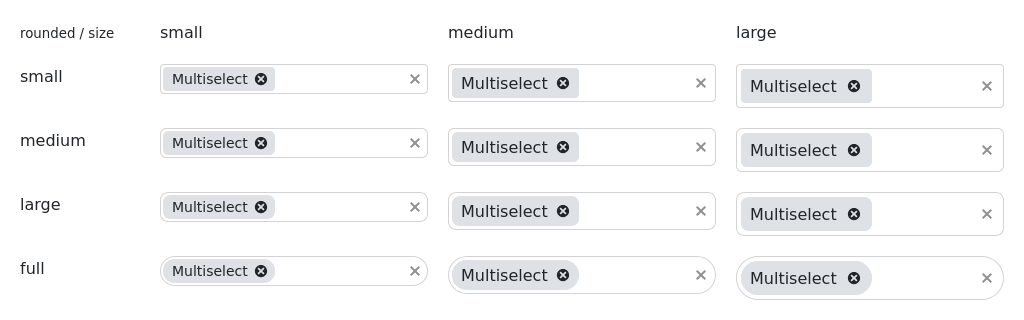 rounded / size small medium large
small Multiselect Multiselect Multiselect
medium Multiselect Multiselect Multiselect
large Multiselect Multiselect Multiselect
full Multiselect Multiselect Multiselect